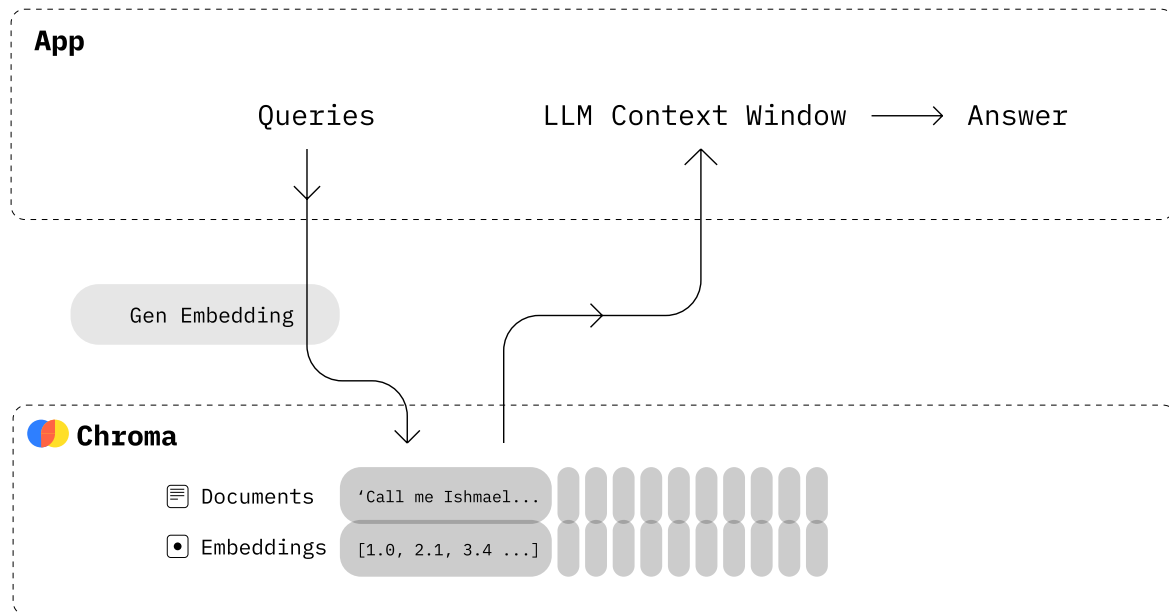 App
Queries
LLM Context Window
Answer
Gen Embedding
Chroma
Documents
‘Call me Ishmael...
Embeddings
[1.0, 2.1, 3.4 ...]